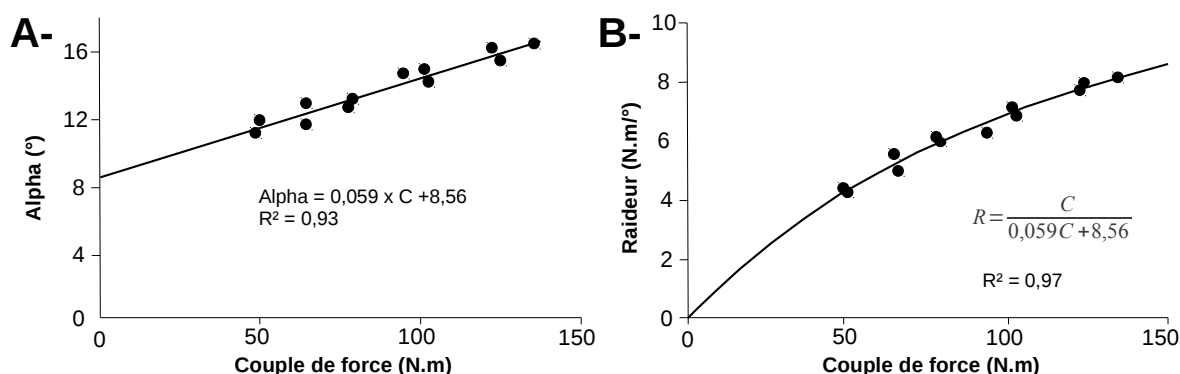 A-
Alpha (°)
16
12
8
4
0
Alpha = 0,059 x C +8,56
R² = 0,93
0 50 100 150
Couple de force (N.m)
B-
Raideur (N.m/°)
10
8
6
4
2
0
R = C / 0,059C +8,56
R² = 0,97
0 50 100 150
Couple de force (N.m)